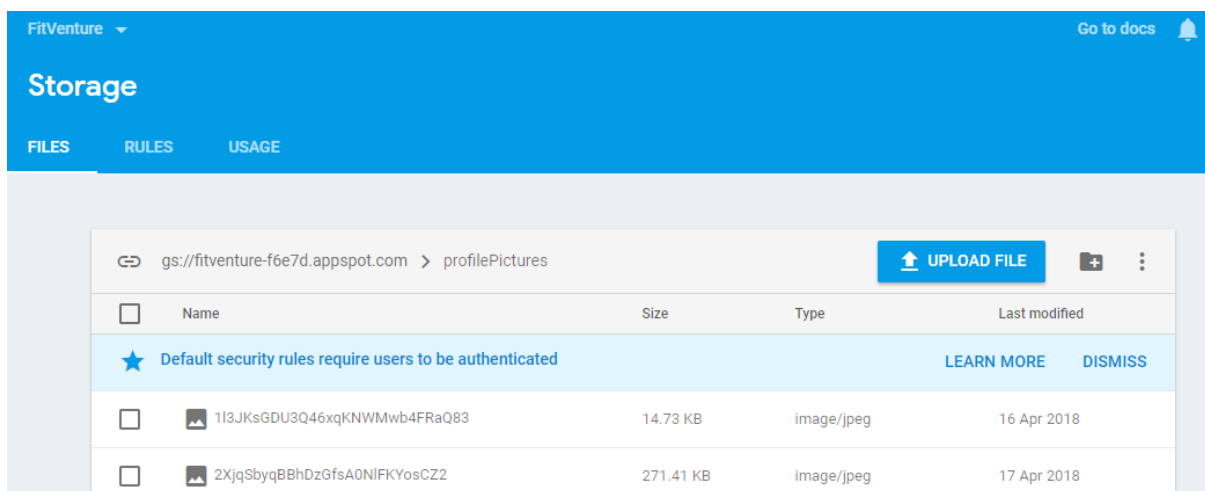 FitVenture Go to docs
Storage
FILES RULES USAGE
gs://fitventure-f6e7d.appspot.com > profilePictures UPLOAD FILE
Name Size Type Last modified
Default security rules require users to be authenticated LEARN MORE DISMISS
1l3JKsGDU3Q46xqKNWMwb4FRaQ83 14.73 KB image/jpeg 16 Apr 2018
2XjqSbyqBBhDzGfsA0NlFKYosCZ2 271.41 KB image/jpeg 17 Apr 2018